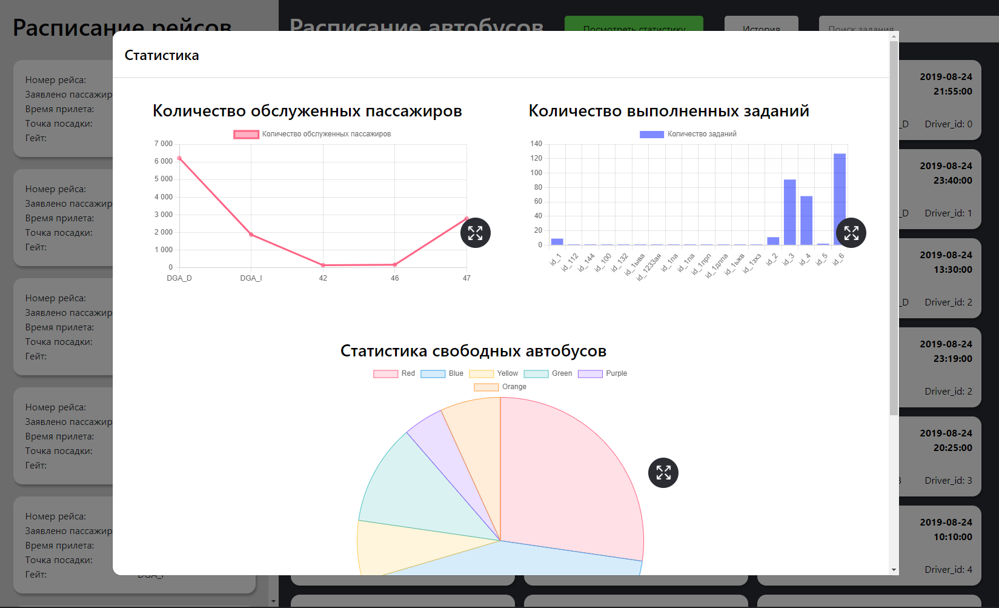 Расписание рейсов
Расписание автобусов
Посмотреть статистику
История
Поиск задания
Номер рейса:
Заявлено пассажир
Время прилета:
Точка посадки:
Гейт:
Номер рейса:
Заявлено пассажир
Время прилета:
Точка посадки:
Гейт:
Номер рейса:
Заявлено пассажир
Время прилета:
Точка посадки:
Гейт:
Номер рейса:
Заявлено пассажир
Время прилета:
Точка посадки:
Гейт:
Номер рейса:
Заявлено пассажир
Время прилета:
Точка посадки:
Гейт:
Статистика
Количество обслуженных пассажиров
Количество обслуженных пассажиров
7 000
6 000
5 000
4 000
3 000
2 000
1 000
0
DGA_D DGA_I 42 46 47
Количество выполненных заданий
Количество заданий
140
120
100
80
60
40
20
0
id_1 id_112 id_144 id_100 id_132 id_1ыва id_1233ая id_1па id_1ла id_1прп id_1дппа id_1ьжв id_1зхз id_2 id_3 id_4 id_5 id_6
Статистика свободных автобусов
Red Blue Yellow Green Purple
Orange
2019-08-24
21:55:00
_D Driver_id: 0
2019-08-24
23:40:00
_D Driver_id: 1
2019-08-24
13:30:00
_D Driver_id: 2
2019-08-24
23:19:00
Driver_id: 2
2019-08-24
20:25:00
Driver_id: 3
2019-08-24
10:10:00
Driver_id: 4